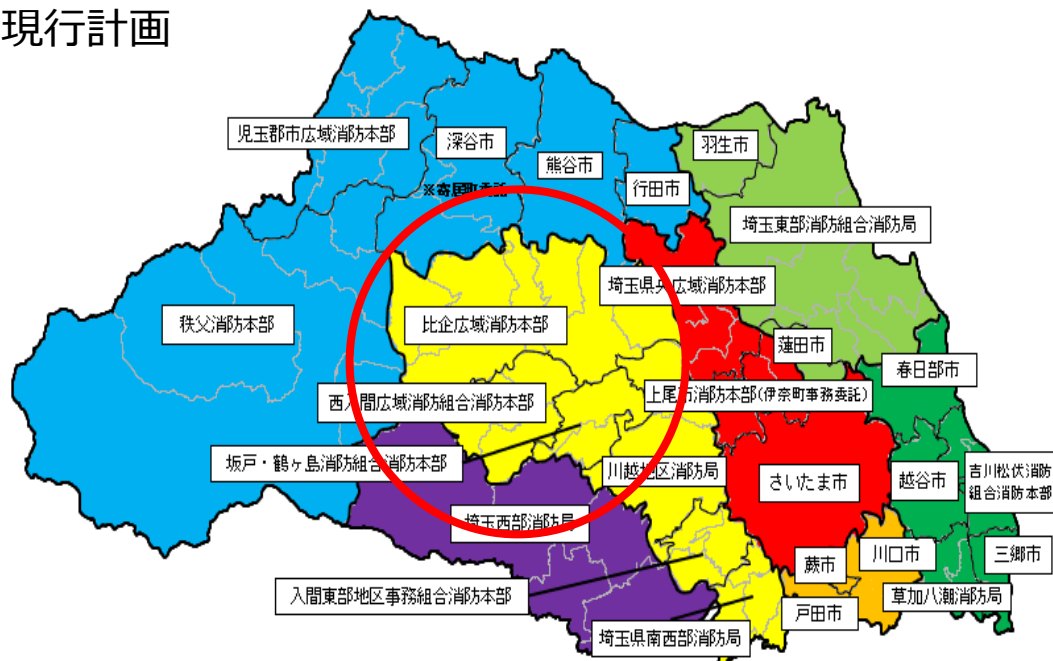 現行計画
児玉郡市広域消防本部
深谷市
熊谷市
羽生市
※寄居町委託
行田市
埼玉東部消防組合消防局
埼玉県央広域消防本部
秩父消防本部
比企広域消防本部
蓮田市
春日部市
西入間広域消防組合消防本部
上尾市消防本部(伊奈町事務委託)
坂戸・鶴ヶ島消防組合消防本部
川越地区消防局
さいたま市
越谷市
吉川松伏消防
組合消防本部
埼玉西部消防局
蕨市
川口市
三郷市
入間東部地区事務組合消防本部
戸田市
草加八潮消防局
埼玉県南西部消防局